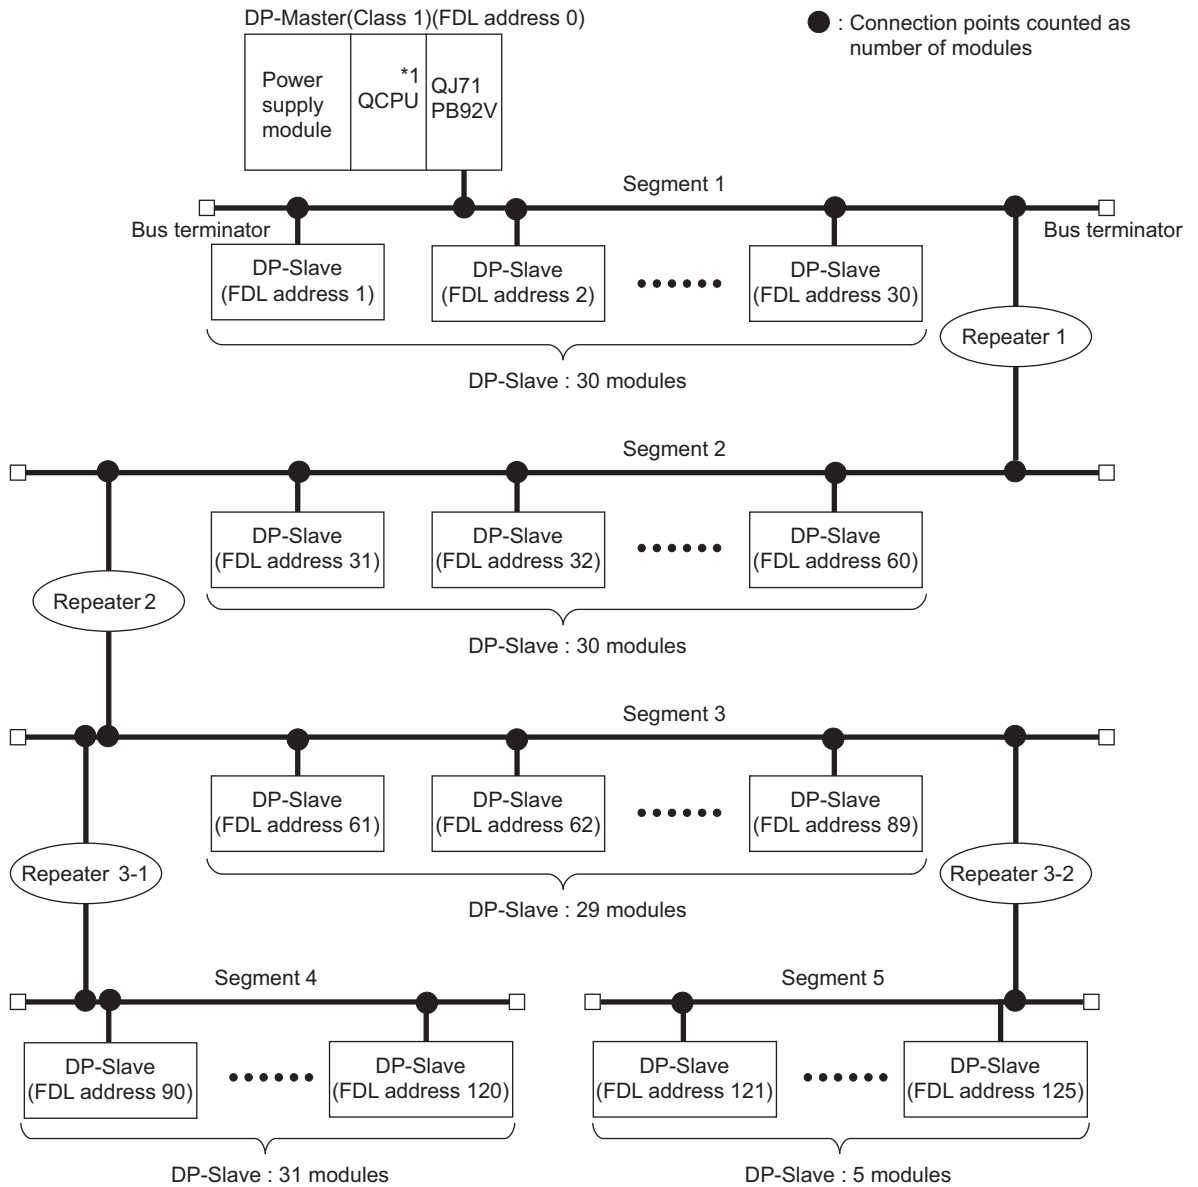 DP-Master(Class 1)(FDL address 0)
: Connection points counted as
number of modules
Power
supply
module
*1
QCPU
QJ71
PB92V
Segment 1
Bus terminator
Bus terminator
DP-Slave
(FDL address 1)
DP-Slave
(FDL address 2)
DP-Slave
(FDL address 30)
Repeater 1
DP-Slave : 30 modules
Segment 2
DP-Slave
(FDL address 31)
DP-Slave
(FDL address 32)
DP-Slave
(FDL address 60)
Repeater 2
DP-Slave : 30 modules
Segment 3
DP-Slave
(FDL address 61)
DP-Slave
(FDL address 62)
DP-Slave
(FDL address 89)
Repeater 3-1
Repeater 3-2
DP-Slave : 29 modules
Segment 4
Segment 5
DP-Slave
(FDL address 90)
DP-Slave
(FDL address 120)
DP-Slave
(FDL address 121)
DP-Slave
(FDL address 125)
DP-Slave : 31 modules
DP-Slave : 5 modules